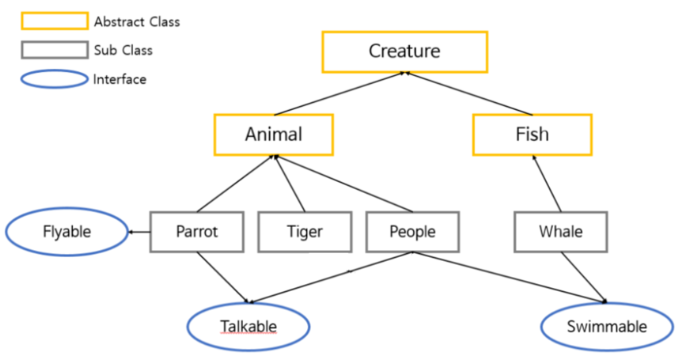 Abstract Class
Sub Class
Interface
Creature
Animal
Fish
Flyable
Parrot
Tiger
People
Whale
Talkable
Swimmable